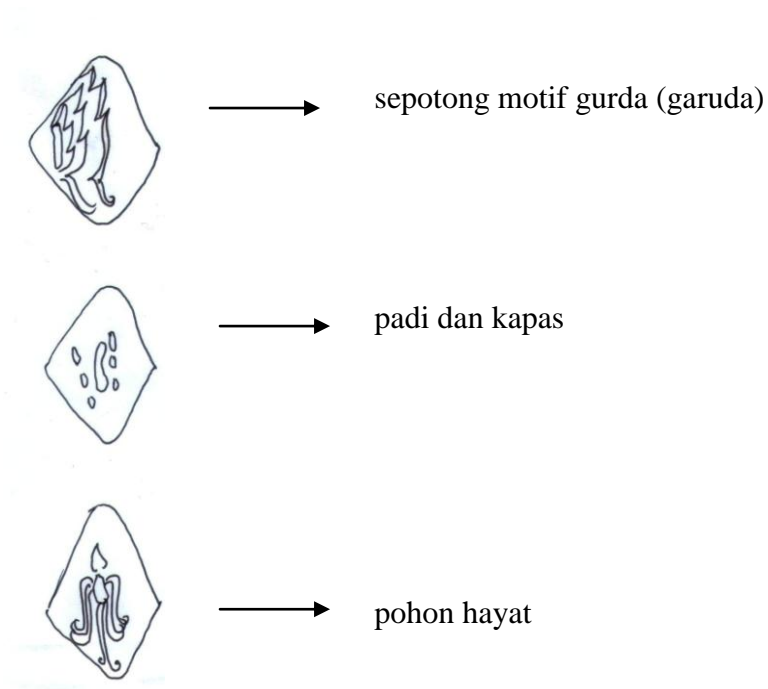 sepotong motif gurda (garuda)
padi dan kapas
pohon hayat